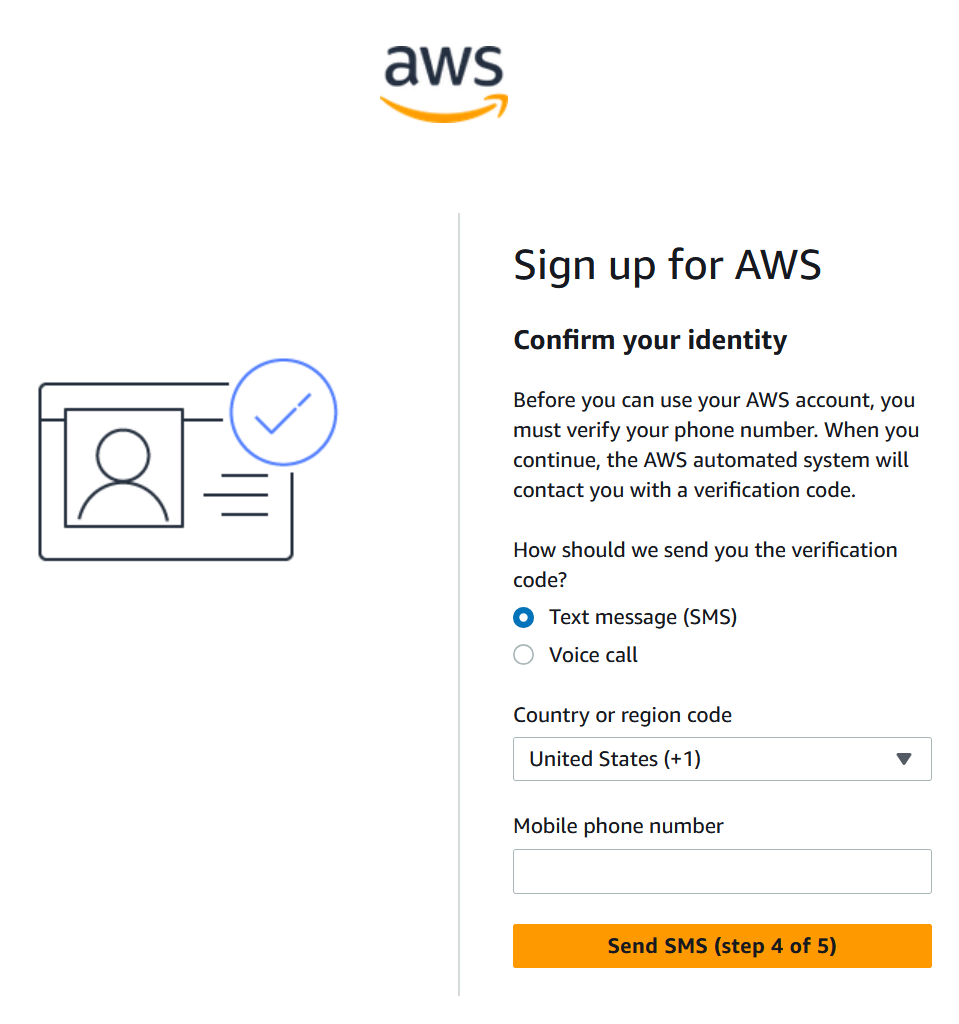 aws
Sign up for AWS
Confirm your identity
Before you can use your AWS account, you
must verify your phone number. When you
continue, the AWS automated system will
contact you with a verification code.
How should we send you the verification
code?
Text message (SMS)
Voice call
Country or region code
United States (+1)
Mobile phone number
Send SMS (step 4 of 5)